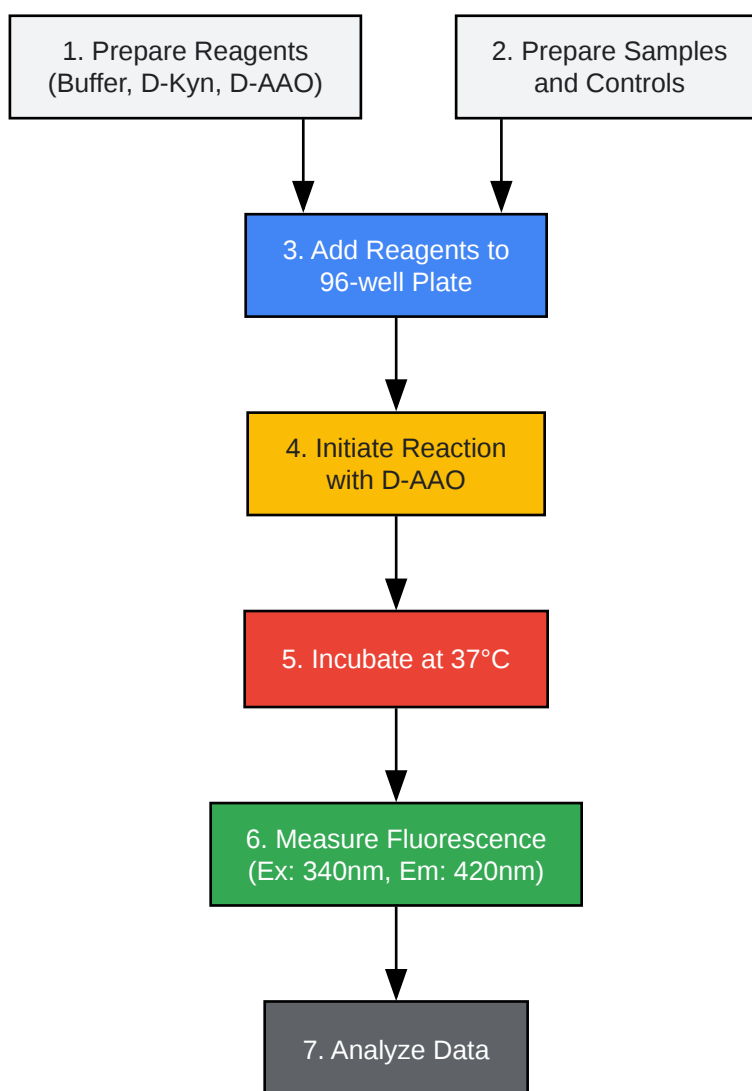 1. Prepare Reagents
(Buffer, D-Kyn, D-AAO)
2. Prepare Samples
and Controls
3. Add Reagents to
96-well Plate
4. Initiate Reaction
with D-AAO
5. Incubate at 37°C
6. Measure Fluorescence
(Ex: 340nm, Em: 420nm)
7. Analyze Data